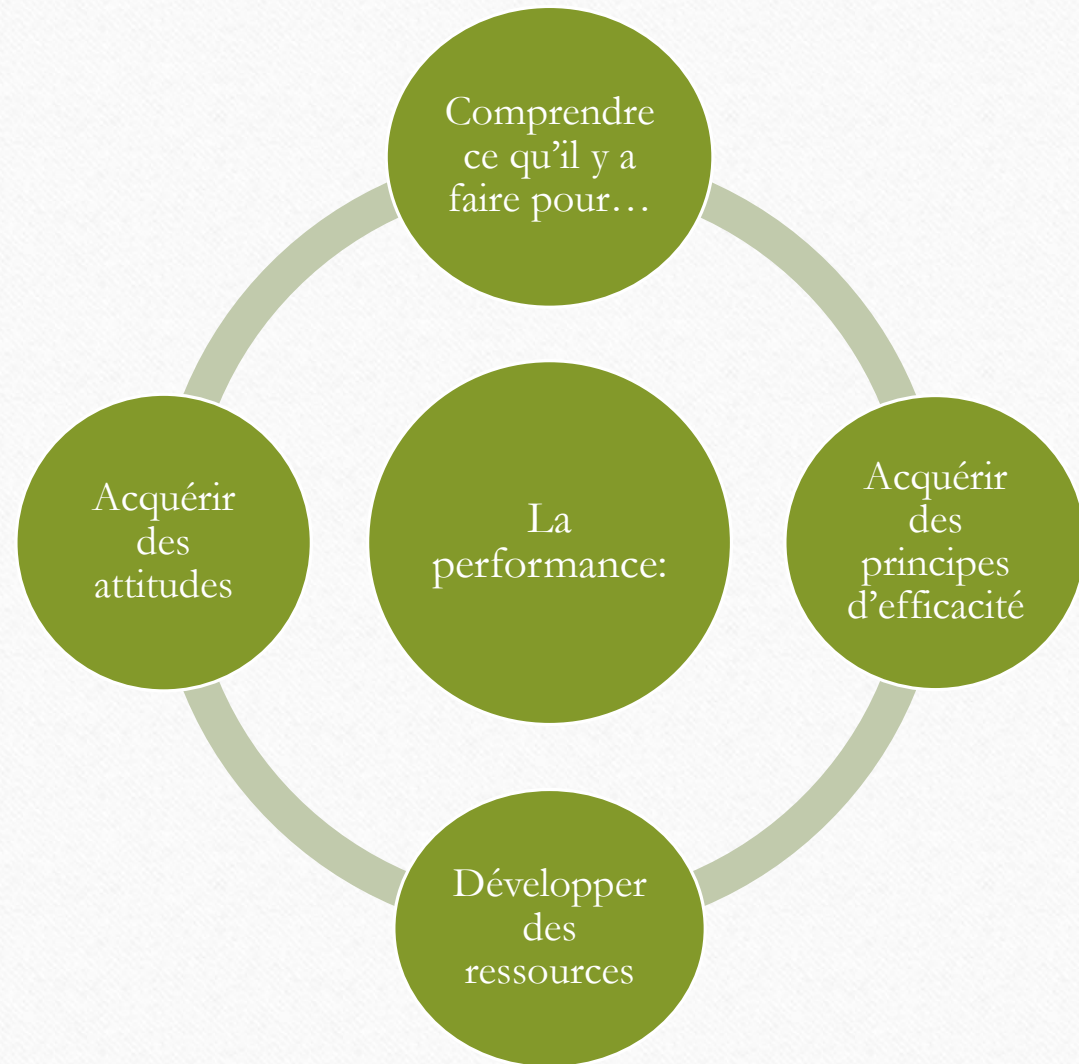 Comprendre
ce qu’il y a
faire pour…
Acquérir
des
attitudes
La
performance:
Acquérir
des
principes
d’efficacité
Développer
des
ressources